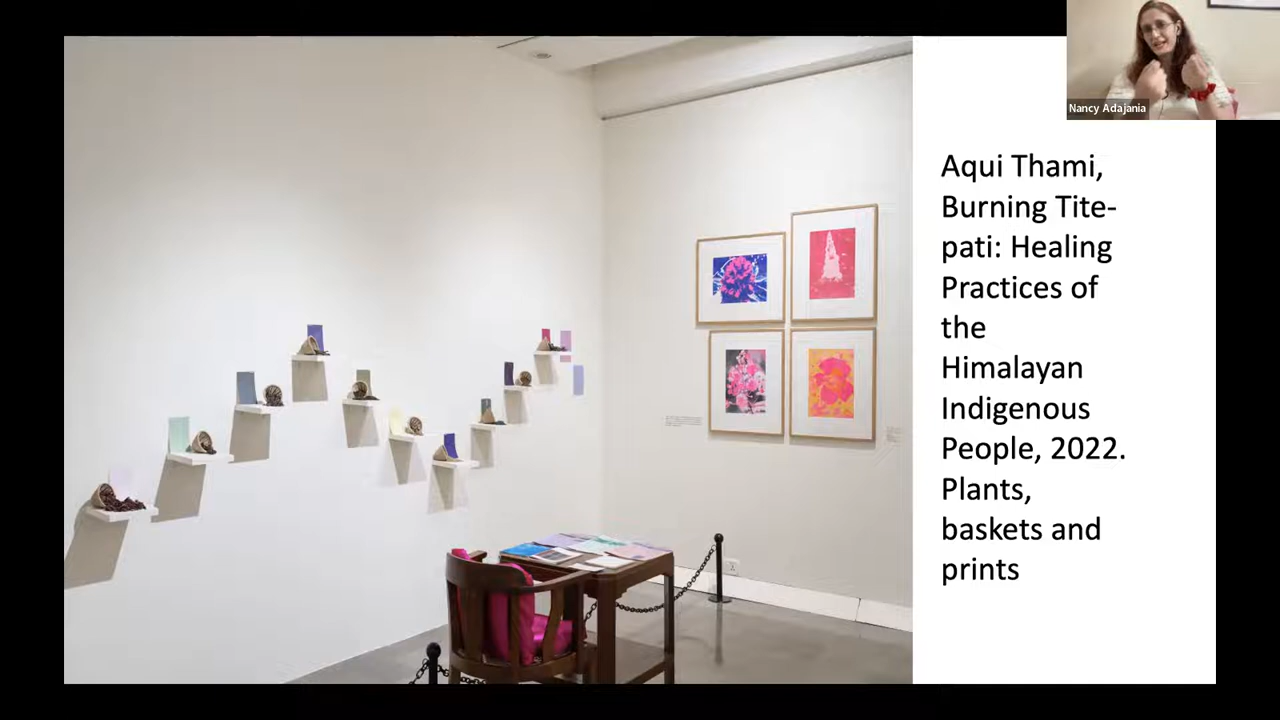 Nancy Adajania
Aqui Thami,
Burning Tite-
pati: Healing
Practices of
the
Himalayan
Indigenous
People, 2022.
Plants,
baskets and
prints